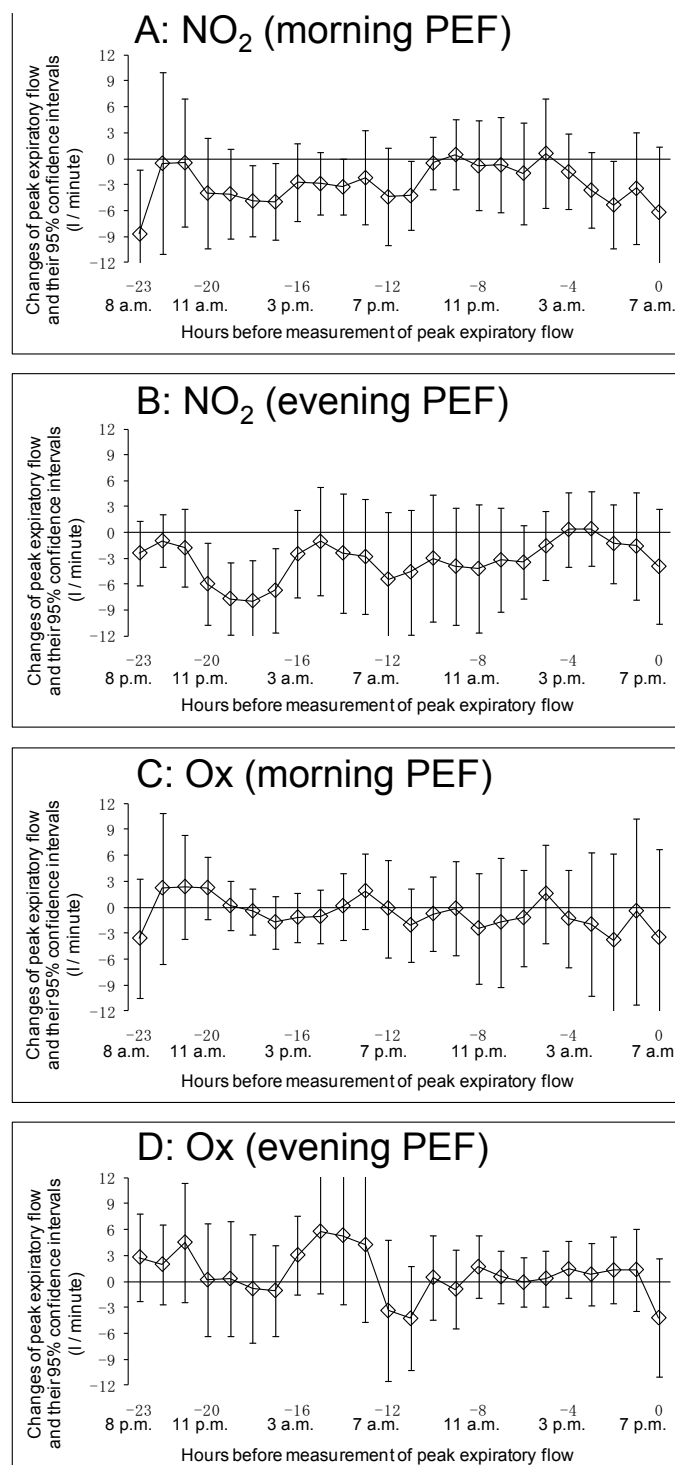 A: NO₂ (morning PEF)
Changes of peak expiratory flow
and their 95% confidence intervals
(l / minute)
12
9
6
3
0
−3
−6
−9
−12
−23 −20 −16 −12 −8 −4 0
8 a.m. 11 a.m. 3 p.m. 7 p.m. 11 p.m. 3 a.m. 7 a.m.
Hours before measurement of peak expiratory flow
B: NO₂ (evening PEF)
Changes of peak expiratory flow
and their 95% confidence intervals
(l / minute)
12
9
6
3
0
−3
−6
−9
−12
−23 −20 −16 −12 −8 −4 0
8 p.m. 11 p.m. 3 a.m. 7 a.m. 11 a.m. 3 p.m. 7 p.m.
Hours before measurement of peak expiratory flow
C: Ox (morning PEF)
Changes of peak expiratory flow
and their 95% confidence intervals
(l / minute)
12
9
6
3
0
−3
−6
−9
−12
−23 −20 −16 −12 −8 −4 0
8 a.m. 11 a.m. 3 p.m. 7 p.m. 11 p.m. 3 a.m. 7 a.m
Hours before measurement of peak expiratory flow
D: Ox (evening PEF)
Changes of peak expiratory flow
and their 95% confidence intervals
(l / minute)
12
9
6
3
0
−3
−6
−9
−12
−23 −20 −16 −12 −8 −4 0
8 p.m. 11 p.m. 3 a.m. 7 a.m. 11 a.m. 3 p.m. 7 p.m.
Hours before measurement of peak expiratory flow